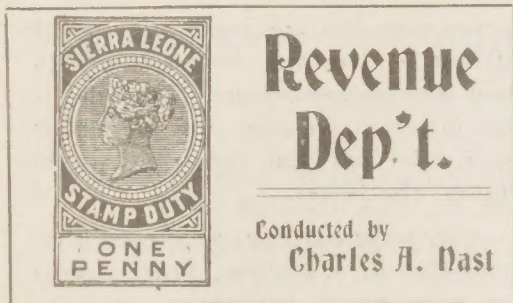 SIERRA LEONE
STAMP DUTY
ONE
PENNY
Revenue
Dep't.
Conducted by
Charles A. Nast